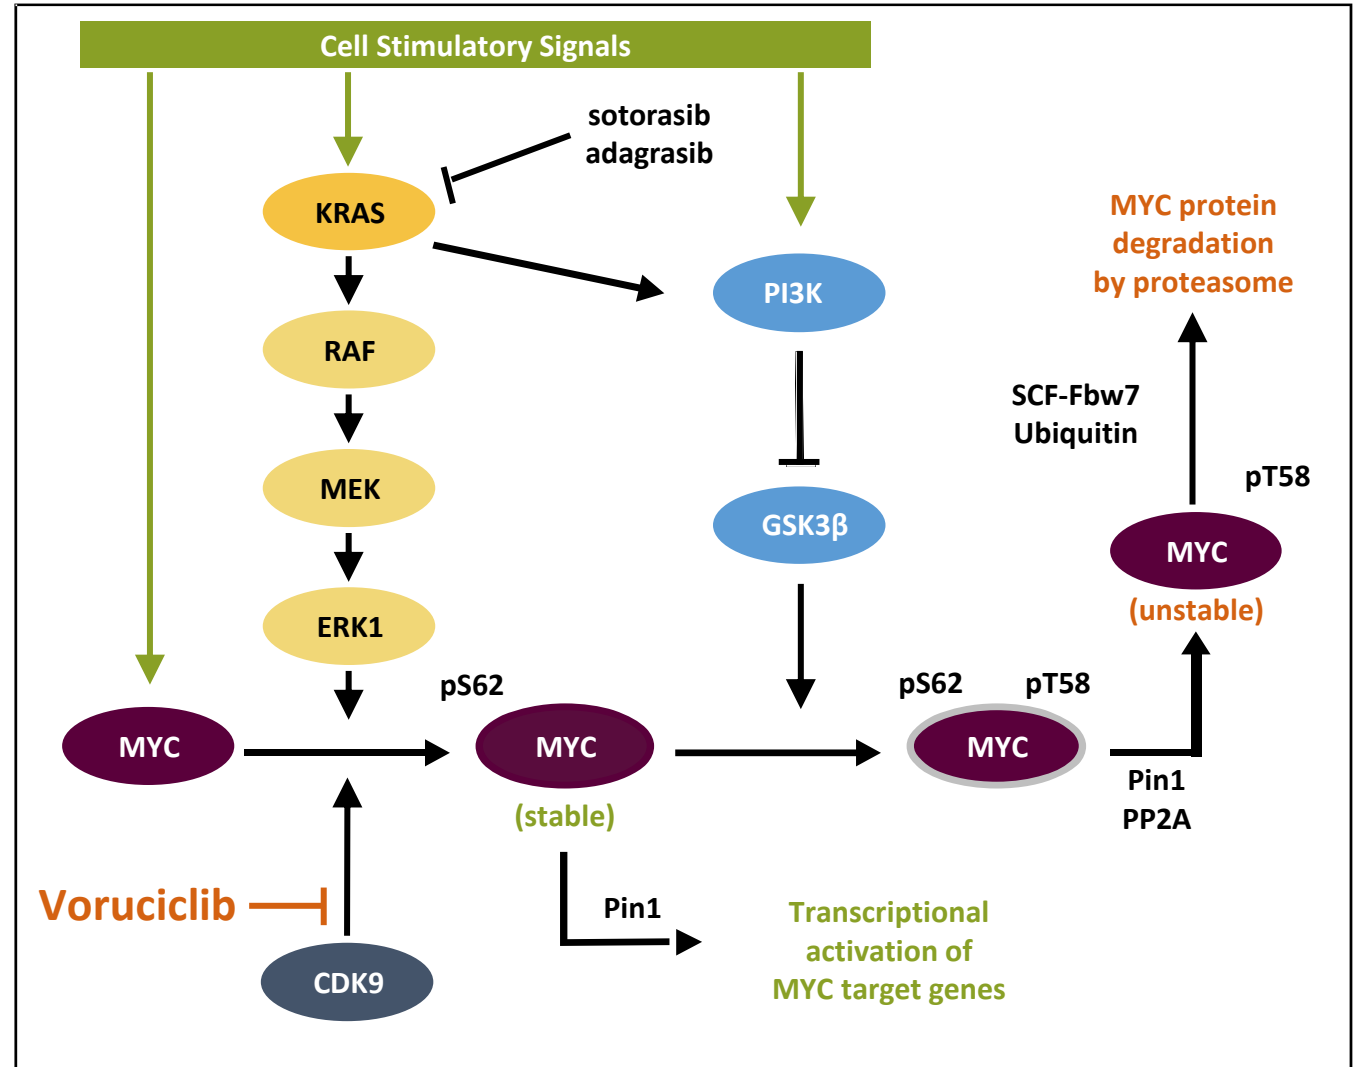 Cell Stimulatory Signals
sotorasib
adagrasib
KRAS
MYC protein
degradation
by proteasome
PI3K
RAF
SCF-Fbw7
Ubiquitin
MEK
pT58
GSK3β
MYC
(unstable)
ERK1
pS62
pS62
pT58
MYC
MYC
MYC
(stable)
Pin1
PP2A
Voruciclib
Pin1
Transcriptional
activation of
MYC target genes
CDK9